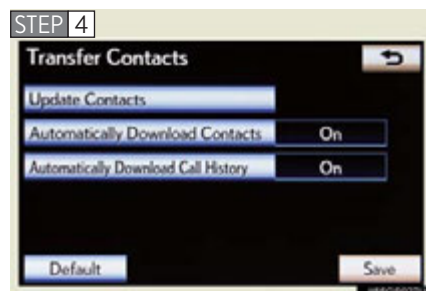 STEP 4
Transfer Contacts
Update Contacts
Automatically Download Contacts On
Automatically Download Call History On
Default Save